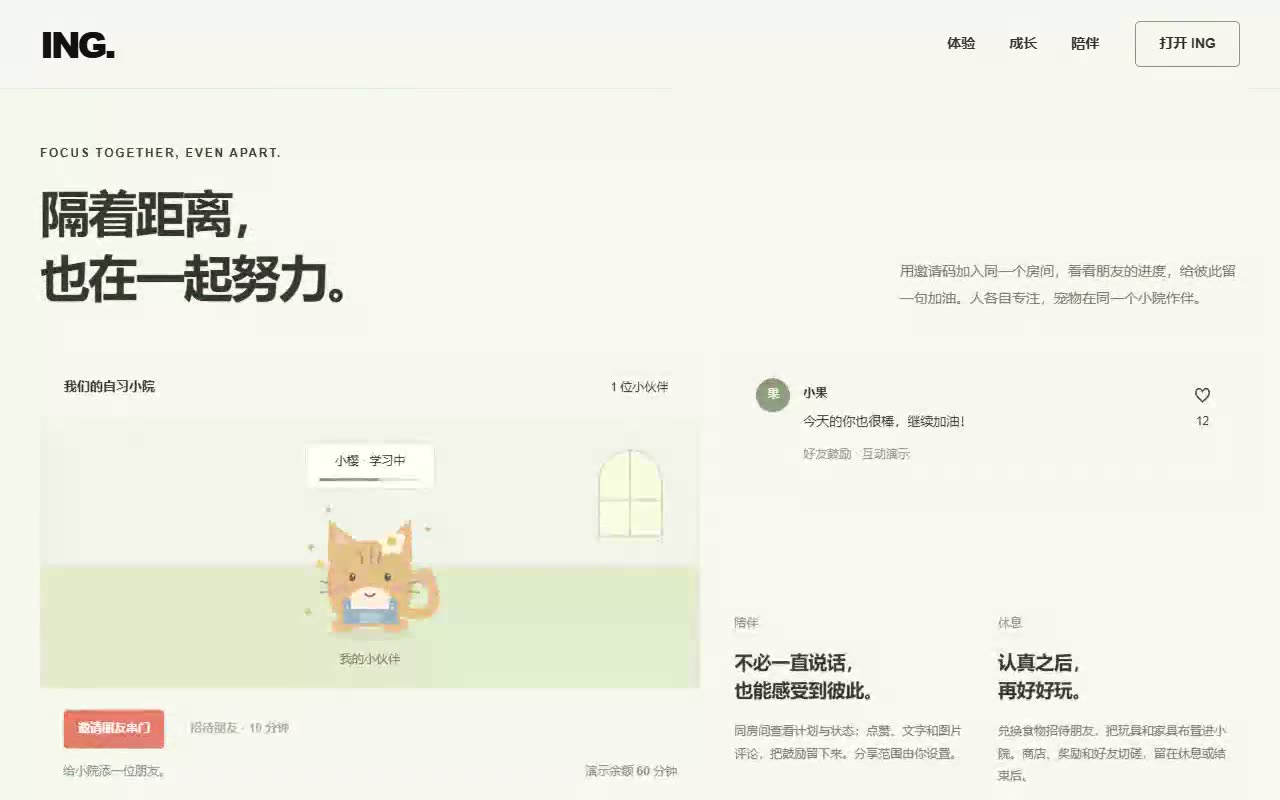 ING.
体验
成长
陪伴
打开 ING
FOCUS TOGETHER, EVEN APART.
隔着距离，
也在一起努力。
用邀请码加入同一个房间，看看朋友的进度，给彼此留
一句加油。人各自专注，宠物在同一个小院作伴。
我们的自习小院
1 位小伙伴
小樱 · 学习中
我的小伙伴
邀请朋友串门
招待朋友 · 10 分钟
给小院添一位朋友。
演示余额 60 分钟
果
小果
今天的你也很棒，继续加油！
好友鼓励 · 互动演示
12
陪伴
不必一直说话，
也能感受到彼此。
同房间查看计划与状态；点赞、文字和图片
评论，把鼓励留下来。分享范围由你设置。
休息
认真之后，
再好好玩。
兑换食物招待朋友，把玩具和家具布置进小
院。商店、奖励和好友切磋，留在休息或结
束后。